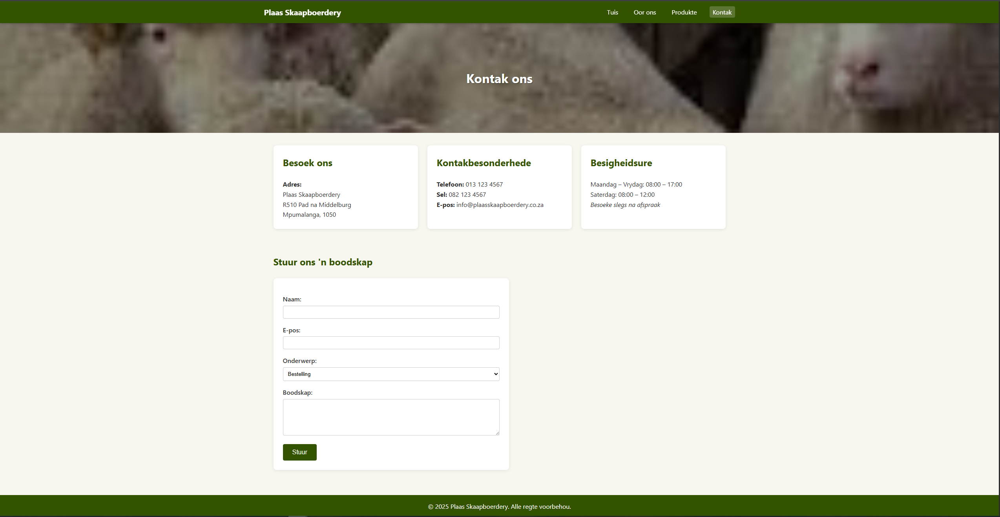 Plaas Skaapboerdery
Tuis
Oor ons
Produkte
Kontak
Kontak ons
Besoek ons
Adres:
Plaas Skaapboerdery
R510 Pad na Middelburg
Mpumalanga, 1050
Kontakbesonderhede
Telefoon: 013 123 4567
Sel: 082 123 4567
E-pos: info@plaasskaapboerdery.co.za
Besigheidsure
Maandag – Vrydag: 08:00 – 17:00
Saterdag: 08:00 – 12:00
Besoeke slegs na afspraak
Stuur ons 'n boodskap
Naam:
E-pos:
Onderwerp:
Bestelling
Boodskap:
Stuur
© 2025 Plaas Skaapboerdery. Alle regte voorbehou.